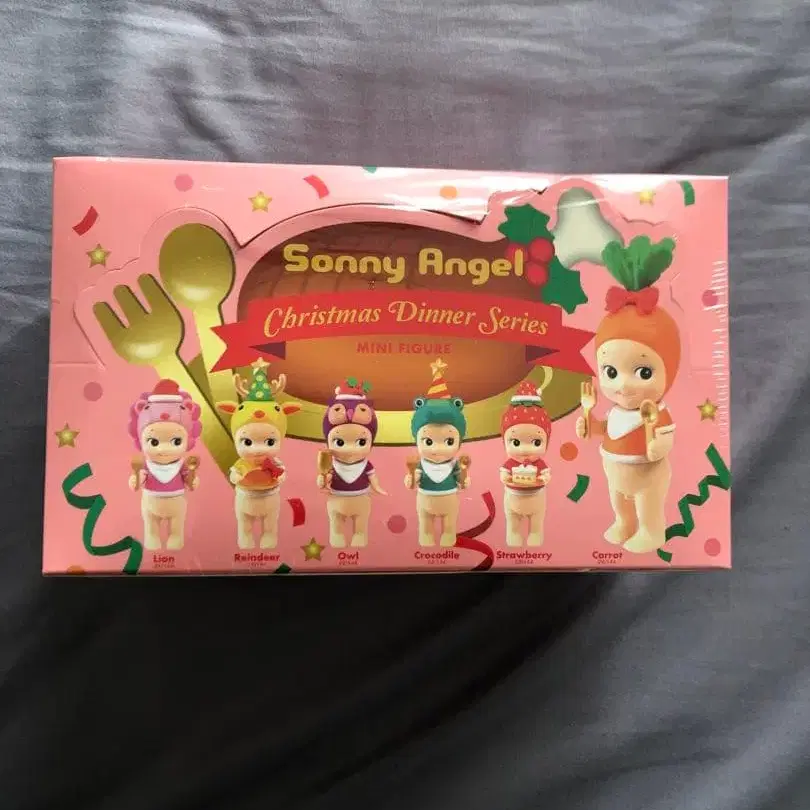 Sonny Angel
Christmas Dinner Series
MINI FIGURE
Lion
Reindeer
Owl
Crocodile
Strawberry
Carrot